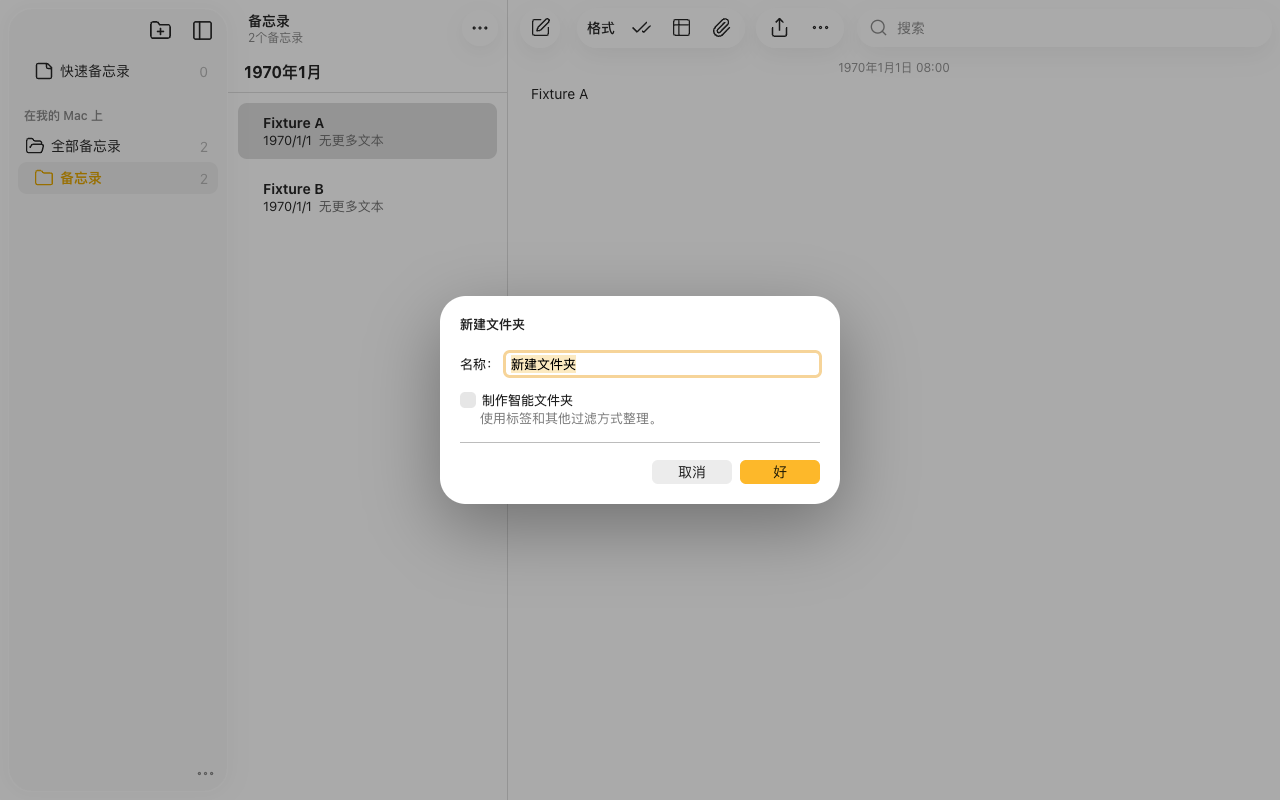 快速备忘录 0
在我的 Mac 上
全部备忘录 2
备忘录 2
备忘录
2个备忘录
1970年1月
Fixture A
1970/1/1 无更多文本
Fixture B
1970/1/1 无更多文本
格式
搜索
1970年1月1日 08:00
Fixture A
新建文件夹
名称: 新建文件夹
制作智能文件夹
使用标签和其他过滤方式整理。
取消 好